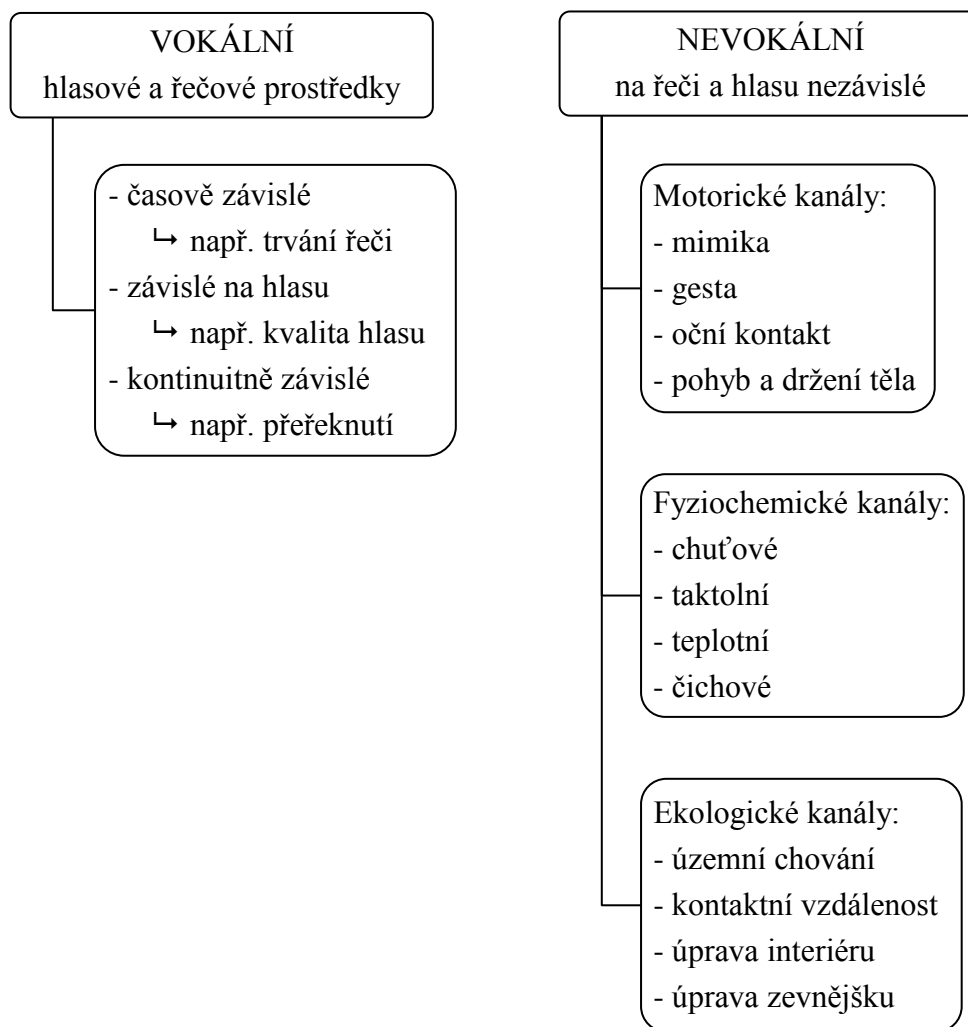 VOKÁLNÍ
hlasové a řečové prostředky
- časově závislé
↳ např. trvání řeči
- závislé na hlasu
↳ např. kvalita hlasu
- kontinuitně závislé
↳ např. přeřeknutí
NEVOKÁLNÍ
na řeči a hlasu nezávislé
Motorické kanály:
- mimika
- gesta
- oční kontakt
- pohyb a držení těla
Fyziochemické kanály:
- chuťové
- taktolní
- teplotní
- čichové
Ekologické kanály:
- územní chování
- kontaktní vzdálenost
- úprava interiéru
- úprava zevnějšku